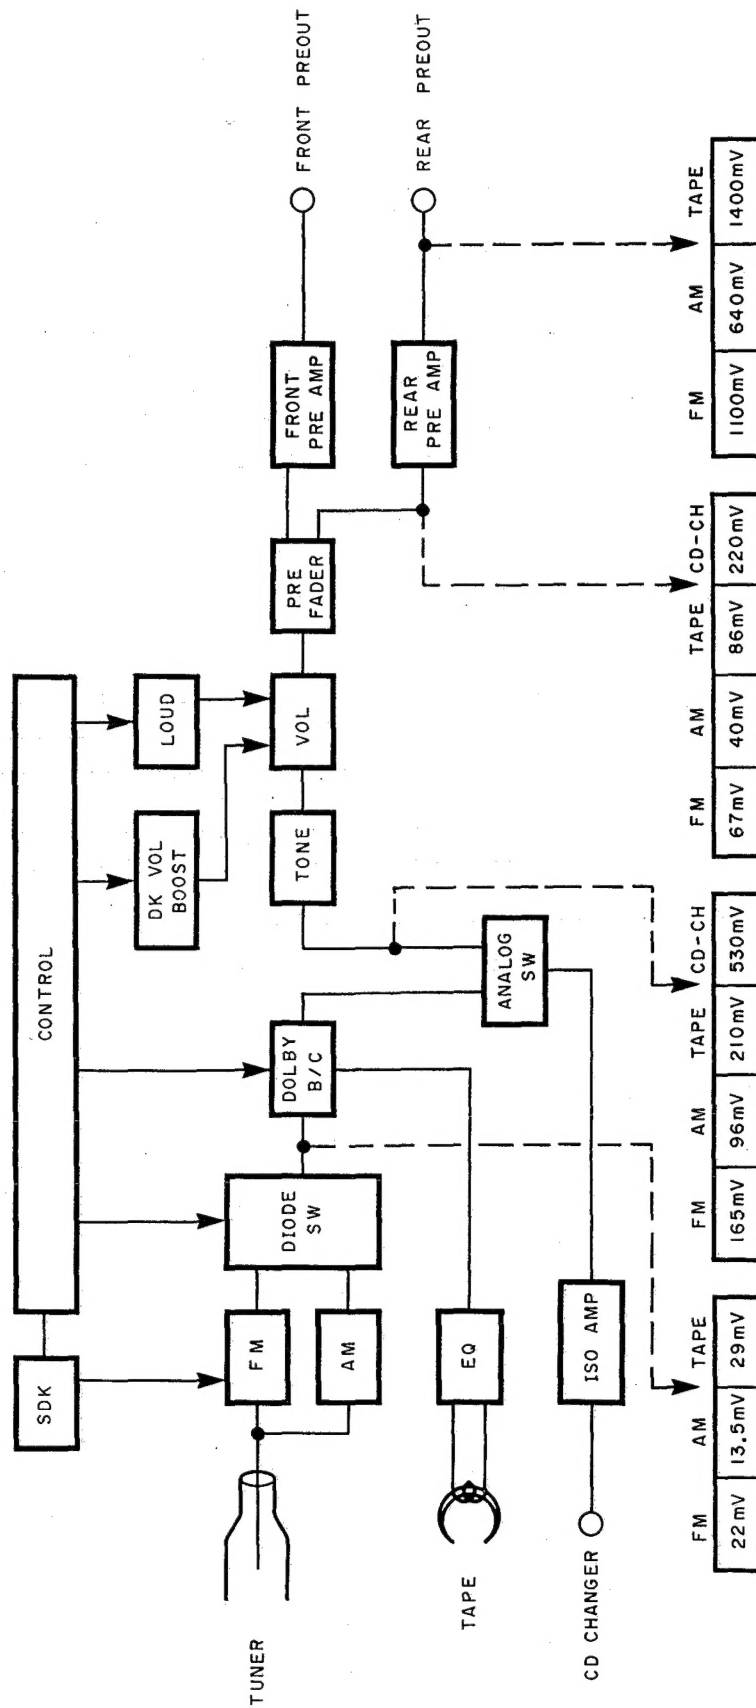 CONTROL
SDK
DK VOL
BOOST
LOUD
TUNER
FM
AM
DIODE
SW
DOLBY
B/C
TONE
VOL
PRE
FADER
FRONT
PRE AMP
FRONT PREOUT
REAR
PRE AMP
REAR PREOUT
TAPE
EQ
ANALOG
SW
CD CHANGER
ISO AMP
FM AM TAPE
22mV 13.5mV 29mV
FM AM TAPE CD-CH
165mV 96mV 210mV 530mV
FM AM TAPE CD-CH
67mV 40mV 86mV 220mV
FM AM TAPE
1100mV 640mV 1400mV